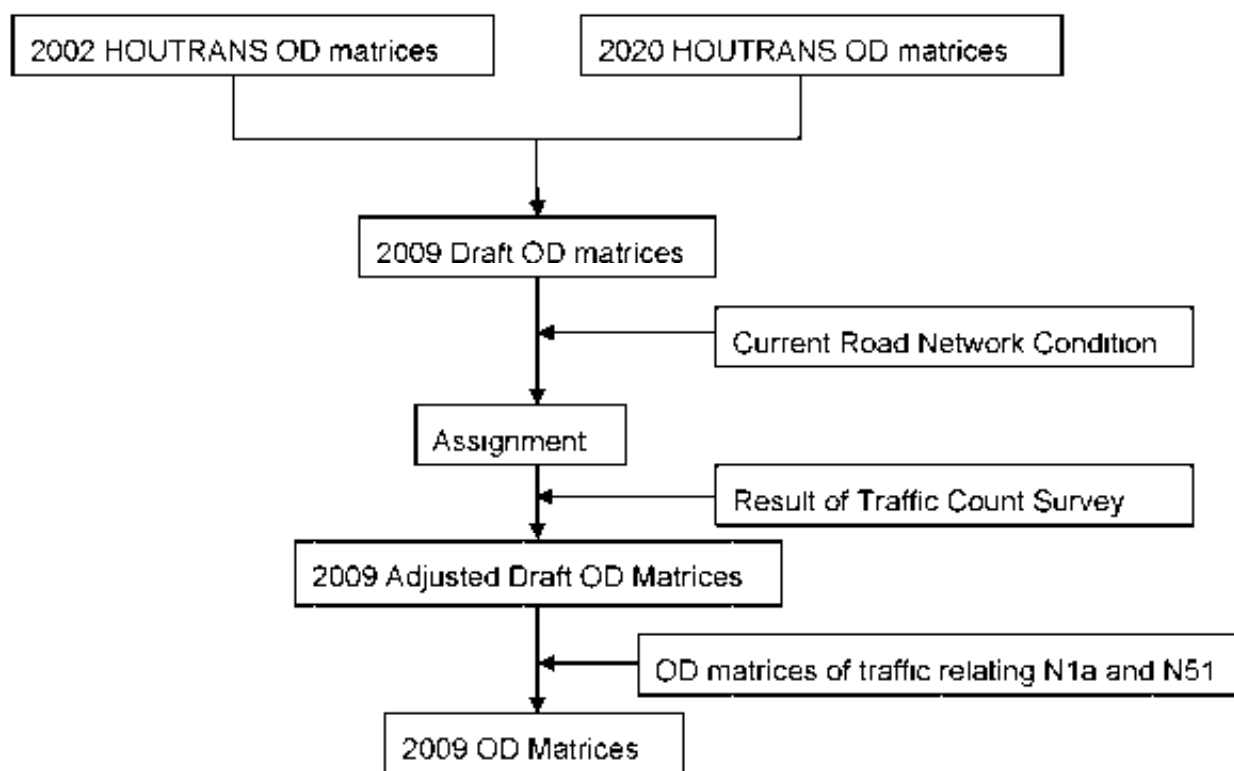 2002 HOUTRANS OD matrices
2020 HOUTRANS OD matrices
2009 Draft OD matrices
Current Road Network Condition
Assignment
Result of Traffic Count Survey
2009 Adjusted Draft OD Matrices
OD matrices of traffic relating N1a and N51
2009 OD Matrices